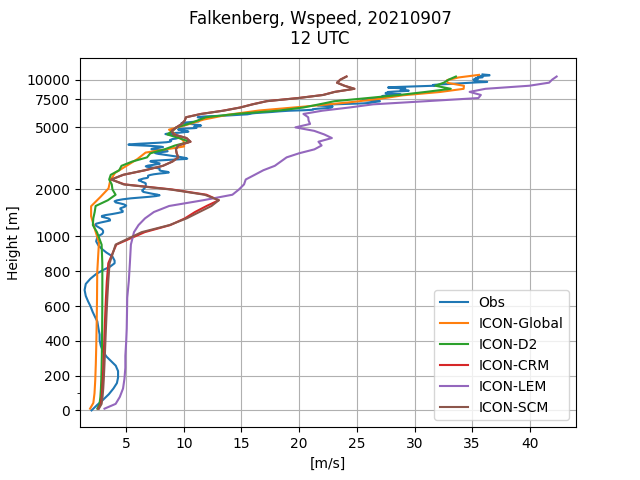 Falkenberg, Wspeed, 20210907
12 UTC
10000
7500
5000
2000
1000
800
600
400
200
0
Height [m]
5
10
15
20
25
30
35
40
[m/s]
Obs
ICON-Global
ICON-D2
ICON-CRM
ICON-LEM
ICON-SCM